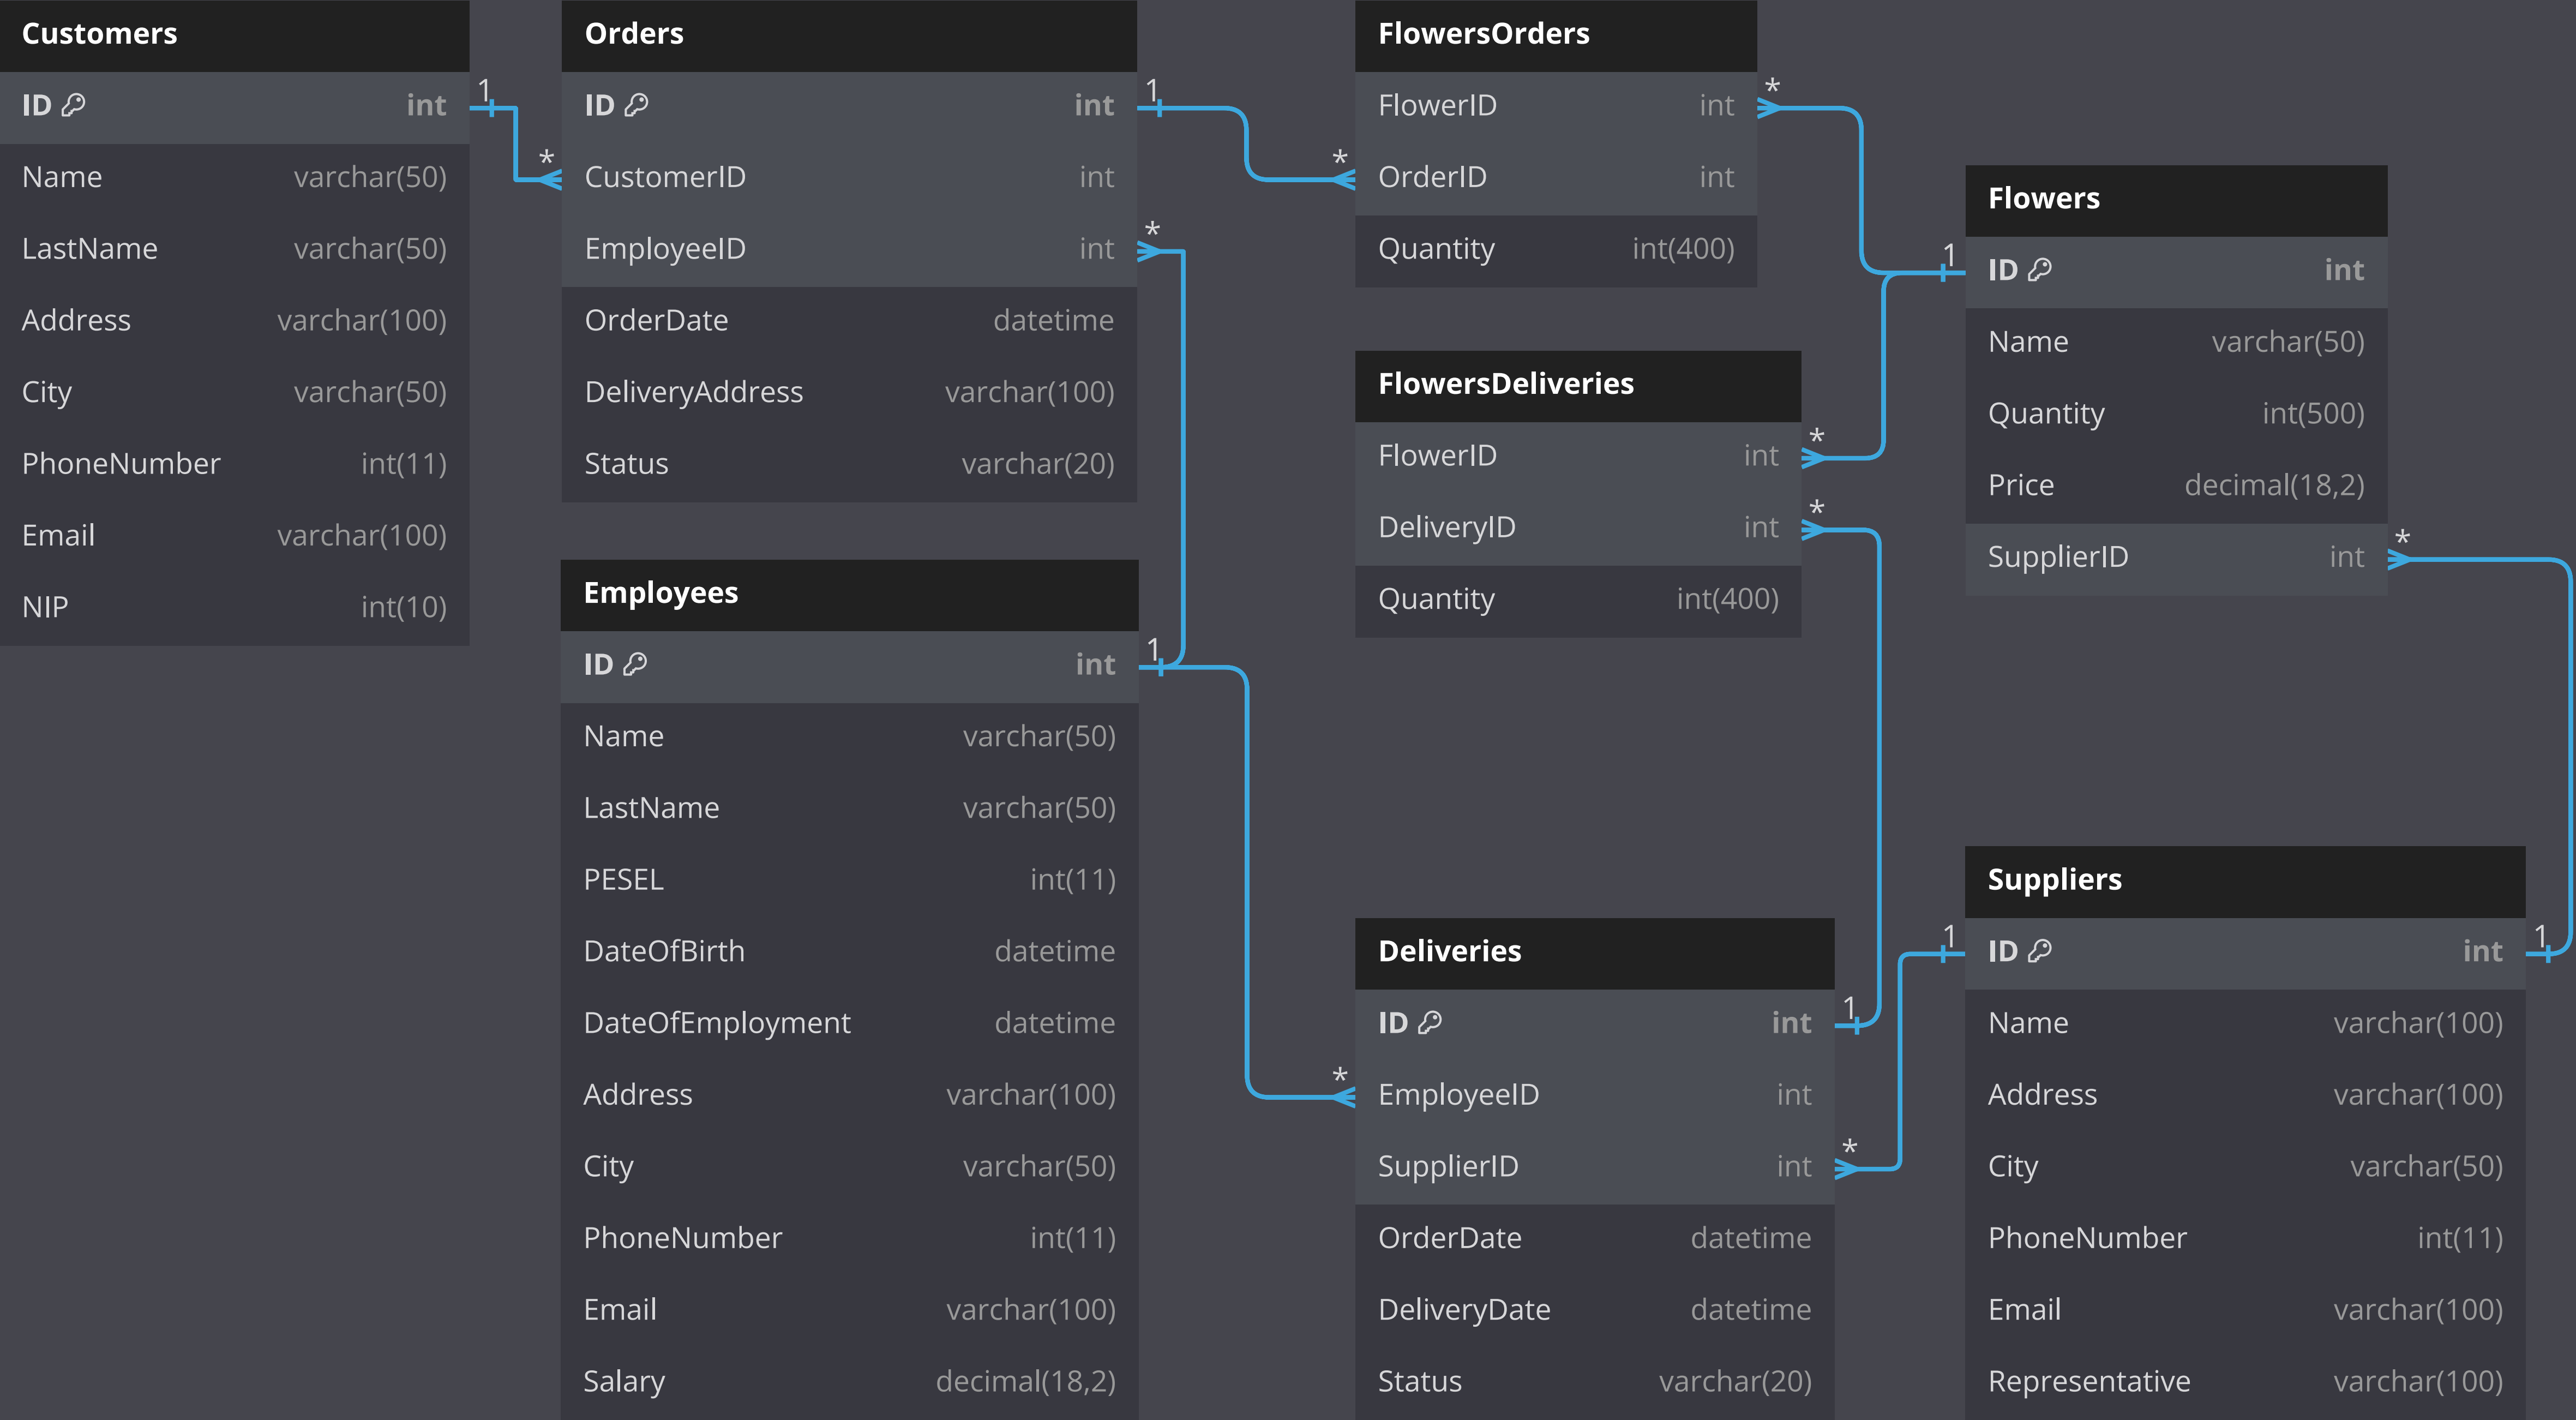 Customers
ID int
Name varchar(50)
LastName varchar(50)
Address varchar(100)
City varchar(50)
PhoneNumber int(11)
Email varchar(100)
NIP int(10)
1
*
Orders
ID int
CustomerID int
EmployeeID int
OrderDate datetime
DeliveryAddress varchar(100)
Status varchar(20)
1
*
*
Employees
ID int
Name varchar(50)
LastName varchar(50)
PESEL int(11)
DateOfBirth datetime
DateOfEmployment datetime
Address varchar(100)
City varchar(50)
PhoneNumber int(11)
Email varchar(100)
Salary decimal(18,2)
1
*
FlowersOrders
FlowerID int
OrderID int
Quantity int(400)
*
FlowersDeliveries
FlowerID int
DeliveryID int
Quantity int(400)
*
*
Deliveries
ID int
EmployeeID int
SupplierID int
OrderDate datetime
DeliveryDate datetime
Status varchar(20)
1
*
Flowers
ID int
Name varchar(50)
Quantity int(500)
Price decimal(18,2)
SupplierID int
1
*
Suppliers
ID int
Name varchar(100)
Address varchar(100)
City varchar(50)
PhoneNumber int(11)
Email varchar(100)
Representative varchar(100)
1
1